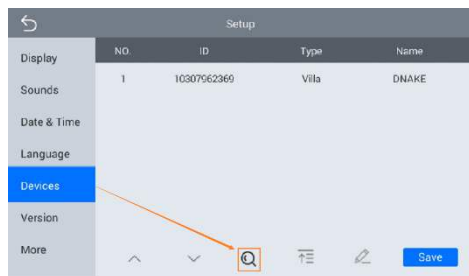 Setup
Display
Sounds
Date & Time
Language
Devices
Version
More
NO. ID Type Name
1 10307962369 Villa DNAKE
Save